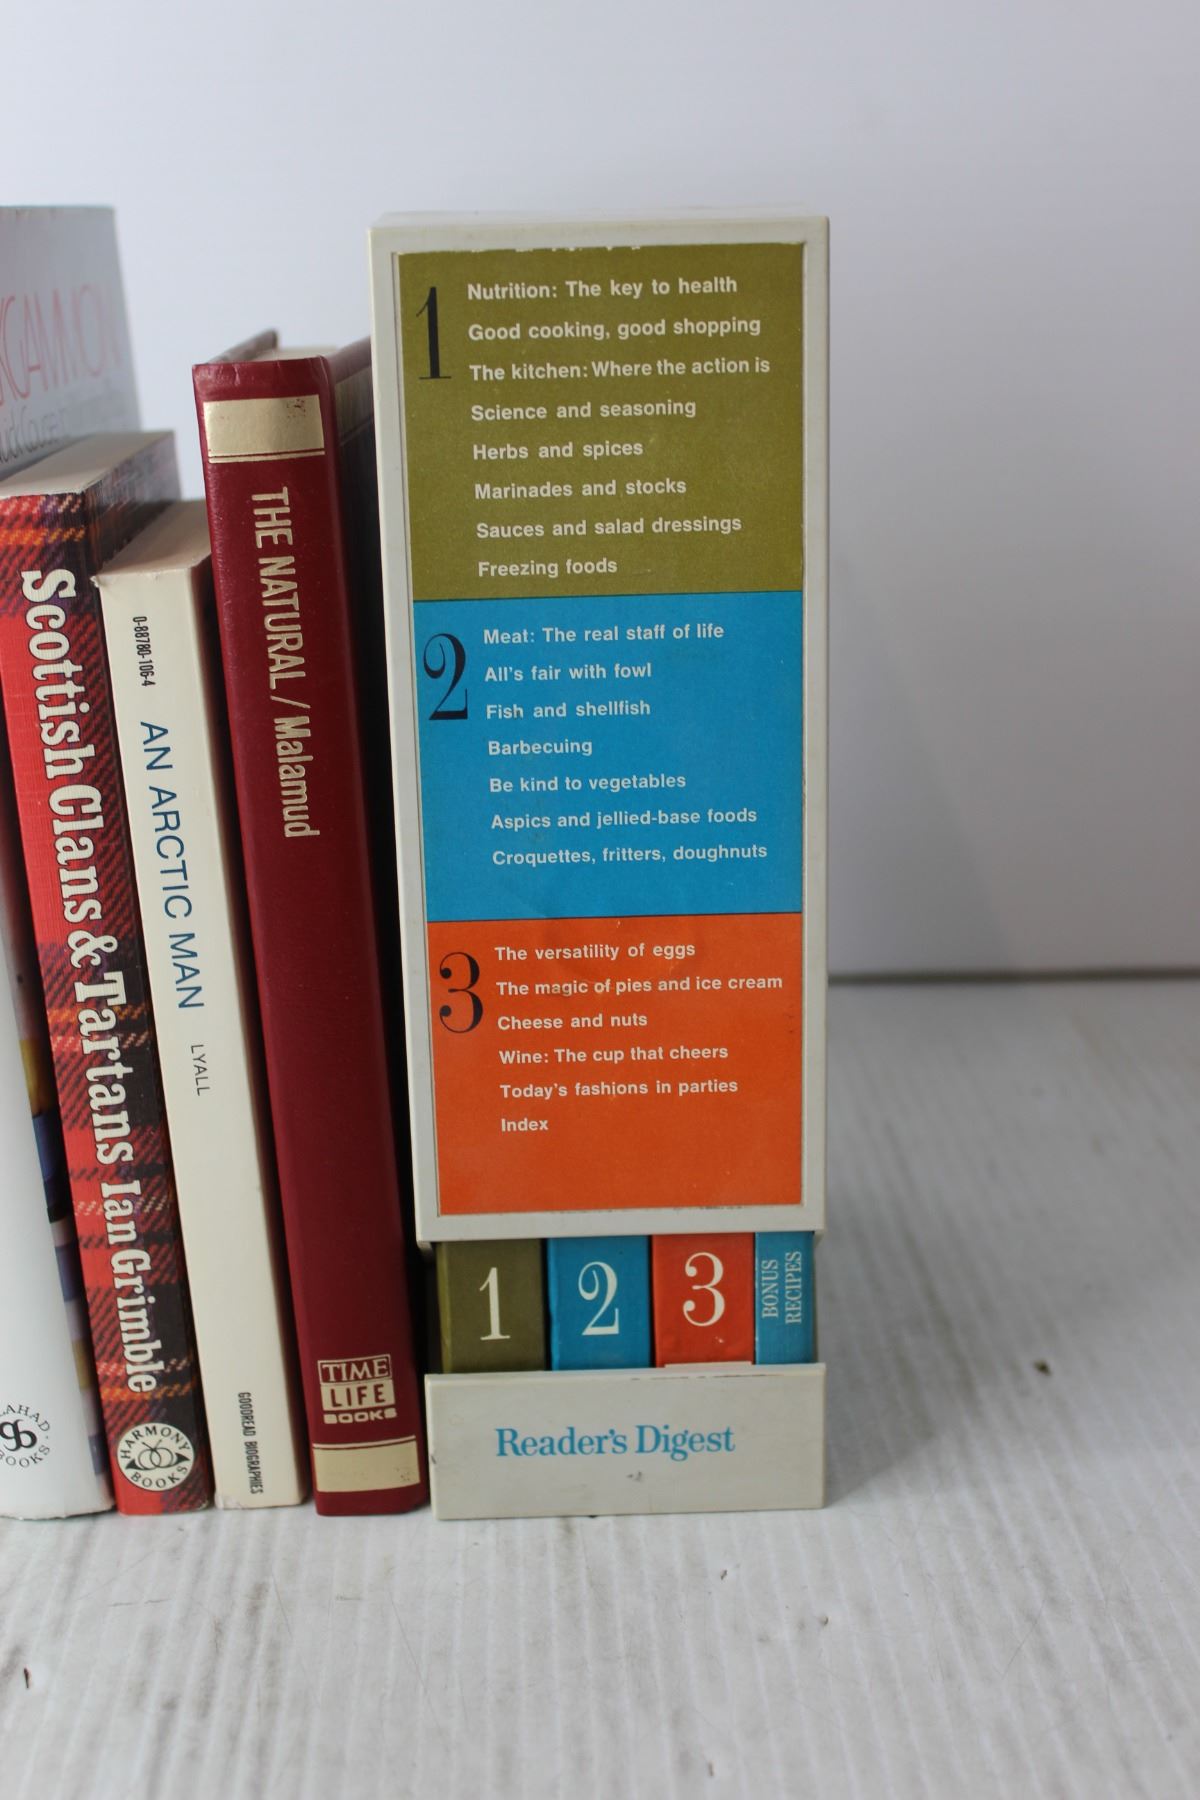 Scottish Clans & Tartans Ian Grimble
HARMONY
BOOKS
0-88780-106-4
AN ARCTIC MAN
LYALL
GOODREAD BIOGRAPHIES
THE NATURAL / Malamud
TIME
LIFE
BOOKS
1
Nutrition: The key to health
Good cooking, good shopping
The kitchen: Where the action is
Science and seasoning
Herbs and spices
Marinades and stocks
Sauces and salad dressings
Freezing foods
2
Meat: The real staff of life
All's fair with fowl
Fish and shellfish
Barbecuing
Be kind to vegetables
Aspics and jellied-base foods
Croquettes, fritters, doughnuts
3
The versatility of eggs
The magic of pies and ice cream
Cheese and nuts
Wine: The cup that cheers
Today's fashions in parties
Index
1
2
3
BONUS
RECIPES
Reader's Digest